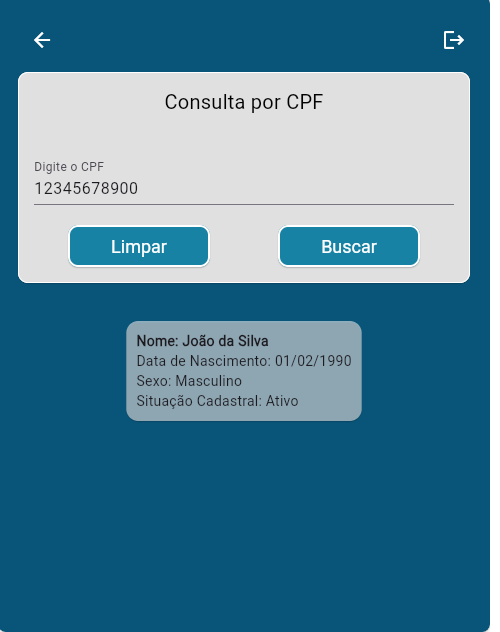 Consulta por CPF
Digite o CPF
12345678900
Limpar
Buscar
Nome: João da Silva
Data de Nascimento: 01/02/1990
Sexo: Masculino
Situação Cadastral: Ativo